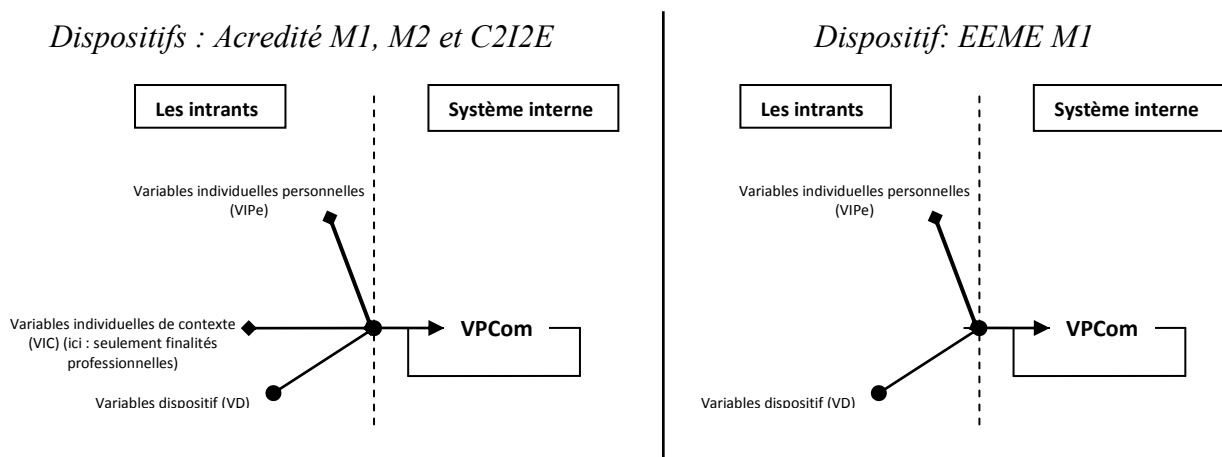 Dispositifs : Acredité M1, M2 et C2I2E
Les intrants
Système interne
Variables individuelles personnelles
(VIPe)
Variables individuelles de contexte
(VIC) (ici : seulement finalités
professionnelles)
VPCom
Variables dispositif (VD)
Dispositif: EEME M1
Les intrants
Système interne
Variables individuelles personnelles
(VIPe)
VPCom
Variables dispositif (VD)